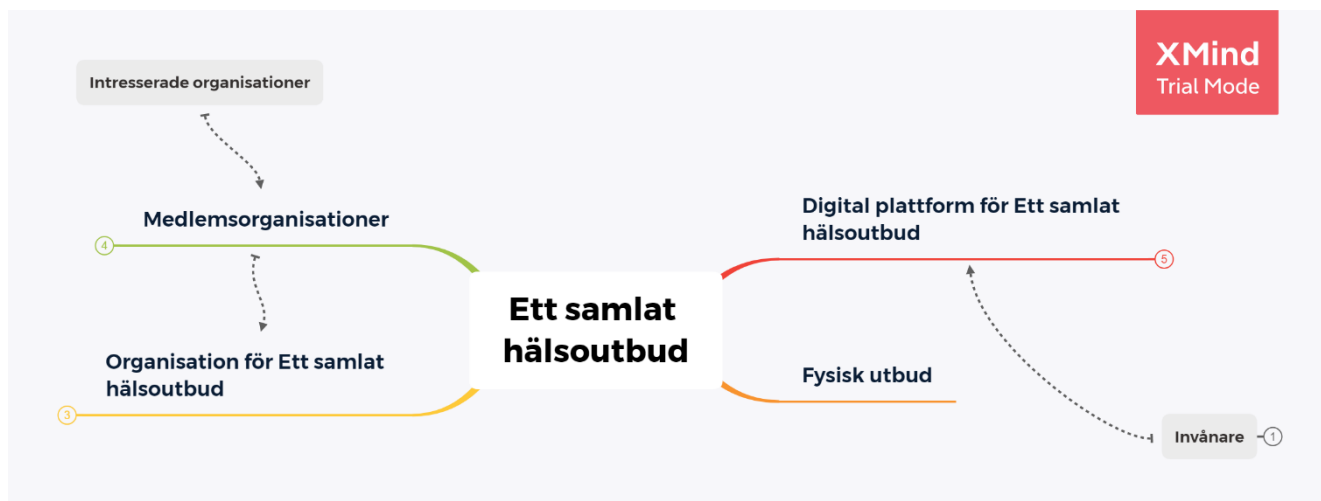 XMind
Trial Mode
Intresserade organisationer
Medlemsorganisationer
4
Organisation för Ett samlat
hälsoutbud
3
Ett samlat
hälsoutbud
Digital plattform för Ett samlat
hälsoutbud
5
Fysisk utbud
Invånare
1